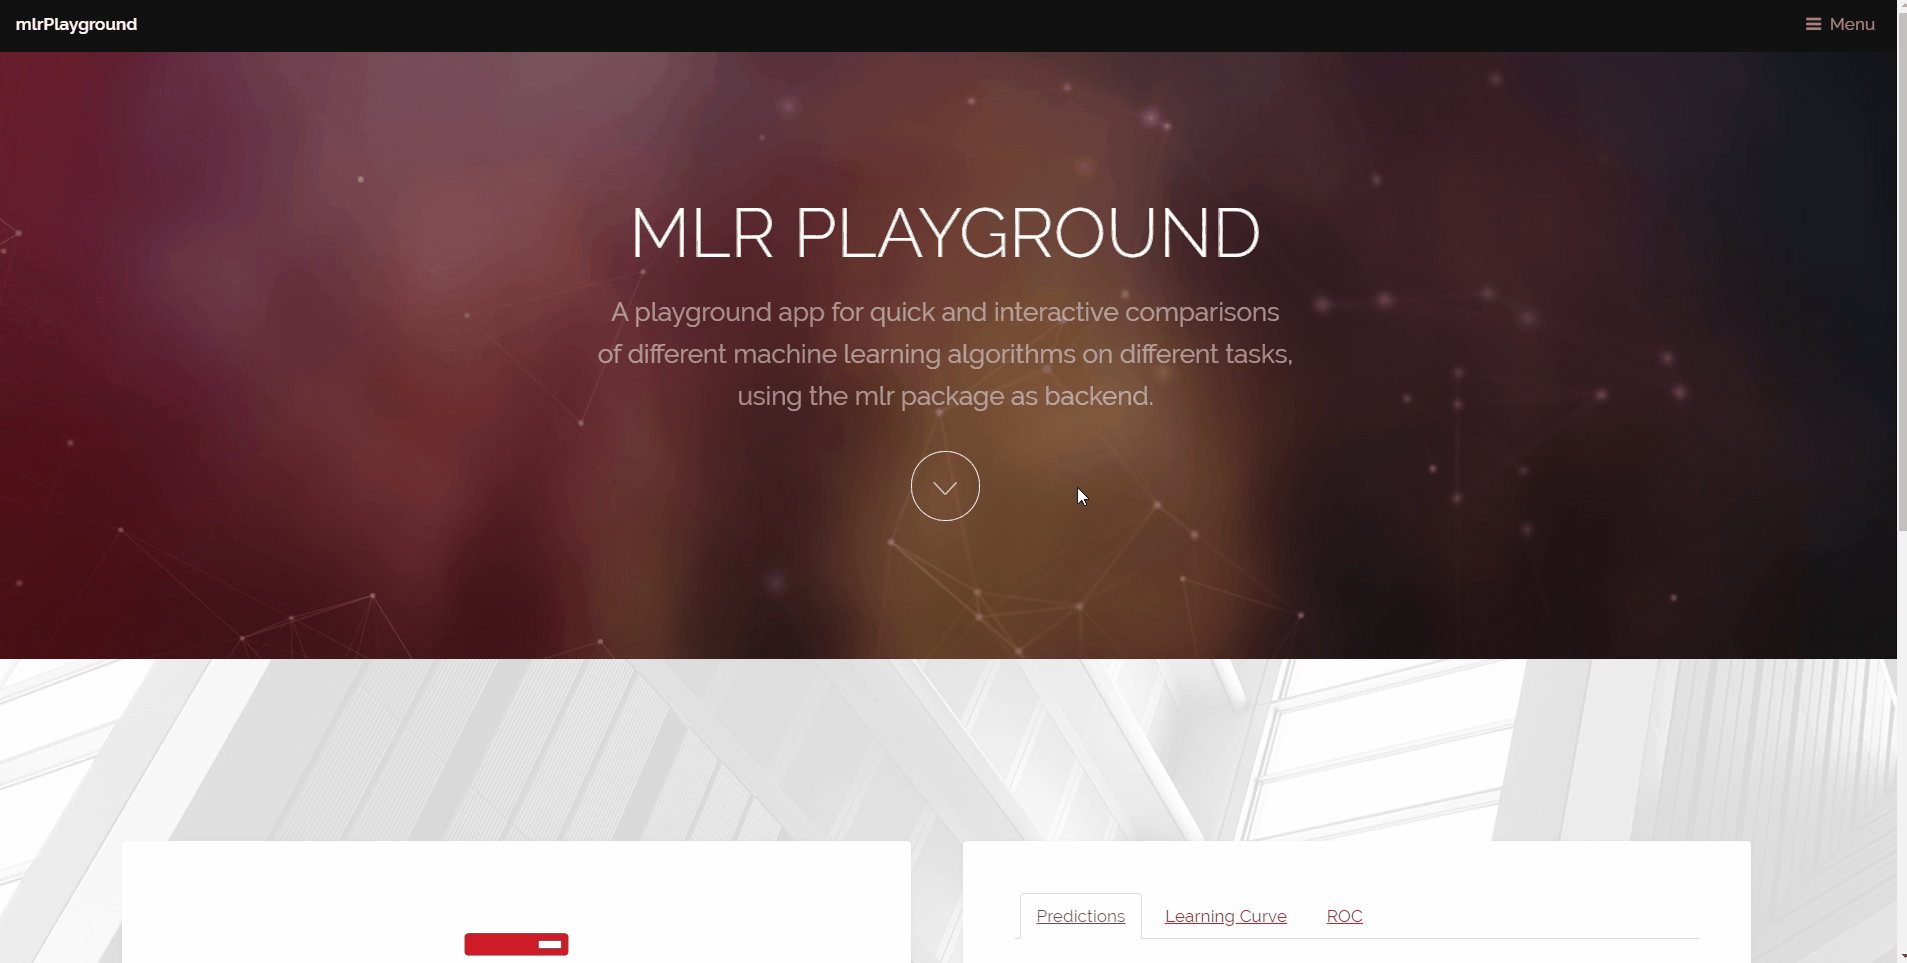 mlrPlayground
Menu
MLR PLAYGROUND
A playground app for quick and interactive comparisons
of different machine learning algorithms on different tasks,
using the mlr package as backend.
Predictions
Learning Curve
ROC